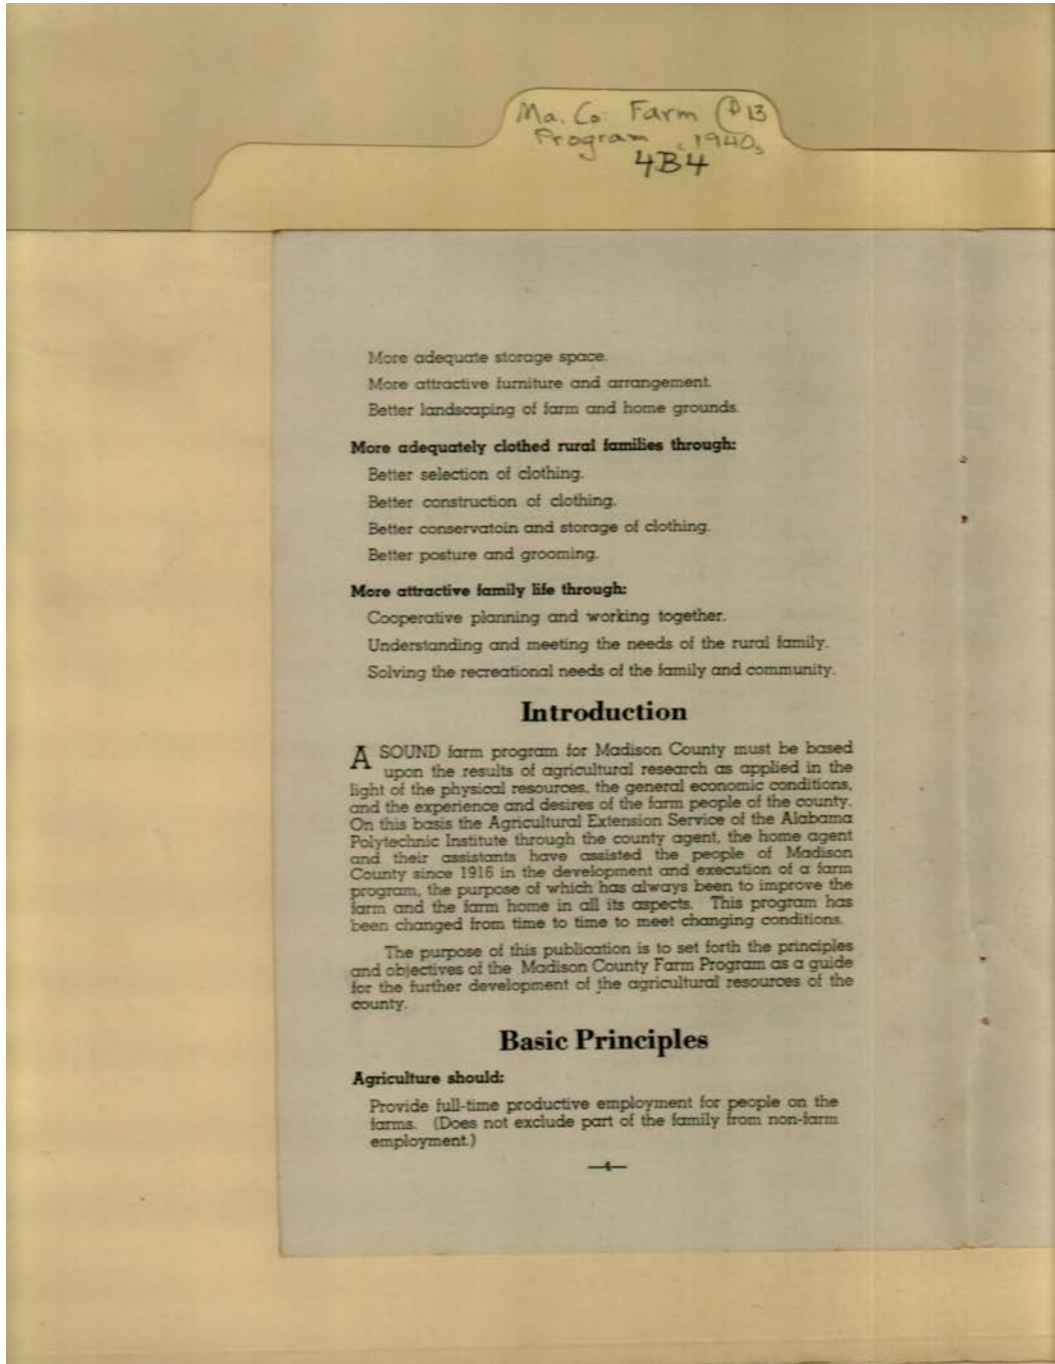 Ma. Co. Farm P 13
Program, 1940s
4B4
More adequate storage space.
More attractive furniture and arrangement.
Better landscaping of farm and home grounds.
More adequately clothed rural families through:
Better selection of clothing.
Better construction of clothing.
Better conservatoin and storage of clothing.
Better posture and grooming.
More attractive family life through:
Cooperative planning and working together.
Understanding and meeting the needs of the rural family.
Solving the recreational needs of the family and community.
Introduction
A SOUND farm program for Madison County must be based
upon the results of agricultural research as applied in the
light of the physical resources, the general economic conditions,
and the experience and desires of the farm people of the county.
On this basis the Agricultural Extension Service of the Alabama
Polytechnic Institute through the county agent, the home agent
and their assistants have assisted the people of Madison
County since 1916 in the development and execution of a farm
program, the purpose of which has always been to improve the
farm and the farm home in all its aspects. This program has
been changed from time to time to meet changing conditions.
The purpose of this publication is to set forth the principles
and objectives of the Madison County Farm Program as a guide
for the further development of the agricultural resources of the
county.
Basic Principles
Agriculture should:
Provide full-time productive employment for people on the
farms. (Does not exclude part of the family from non-farm
employment.)
—4—